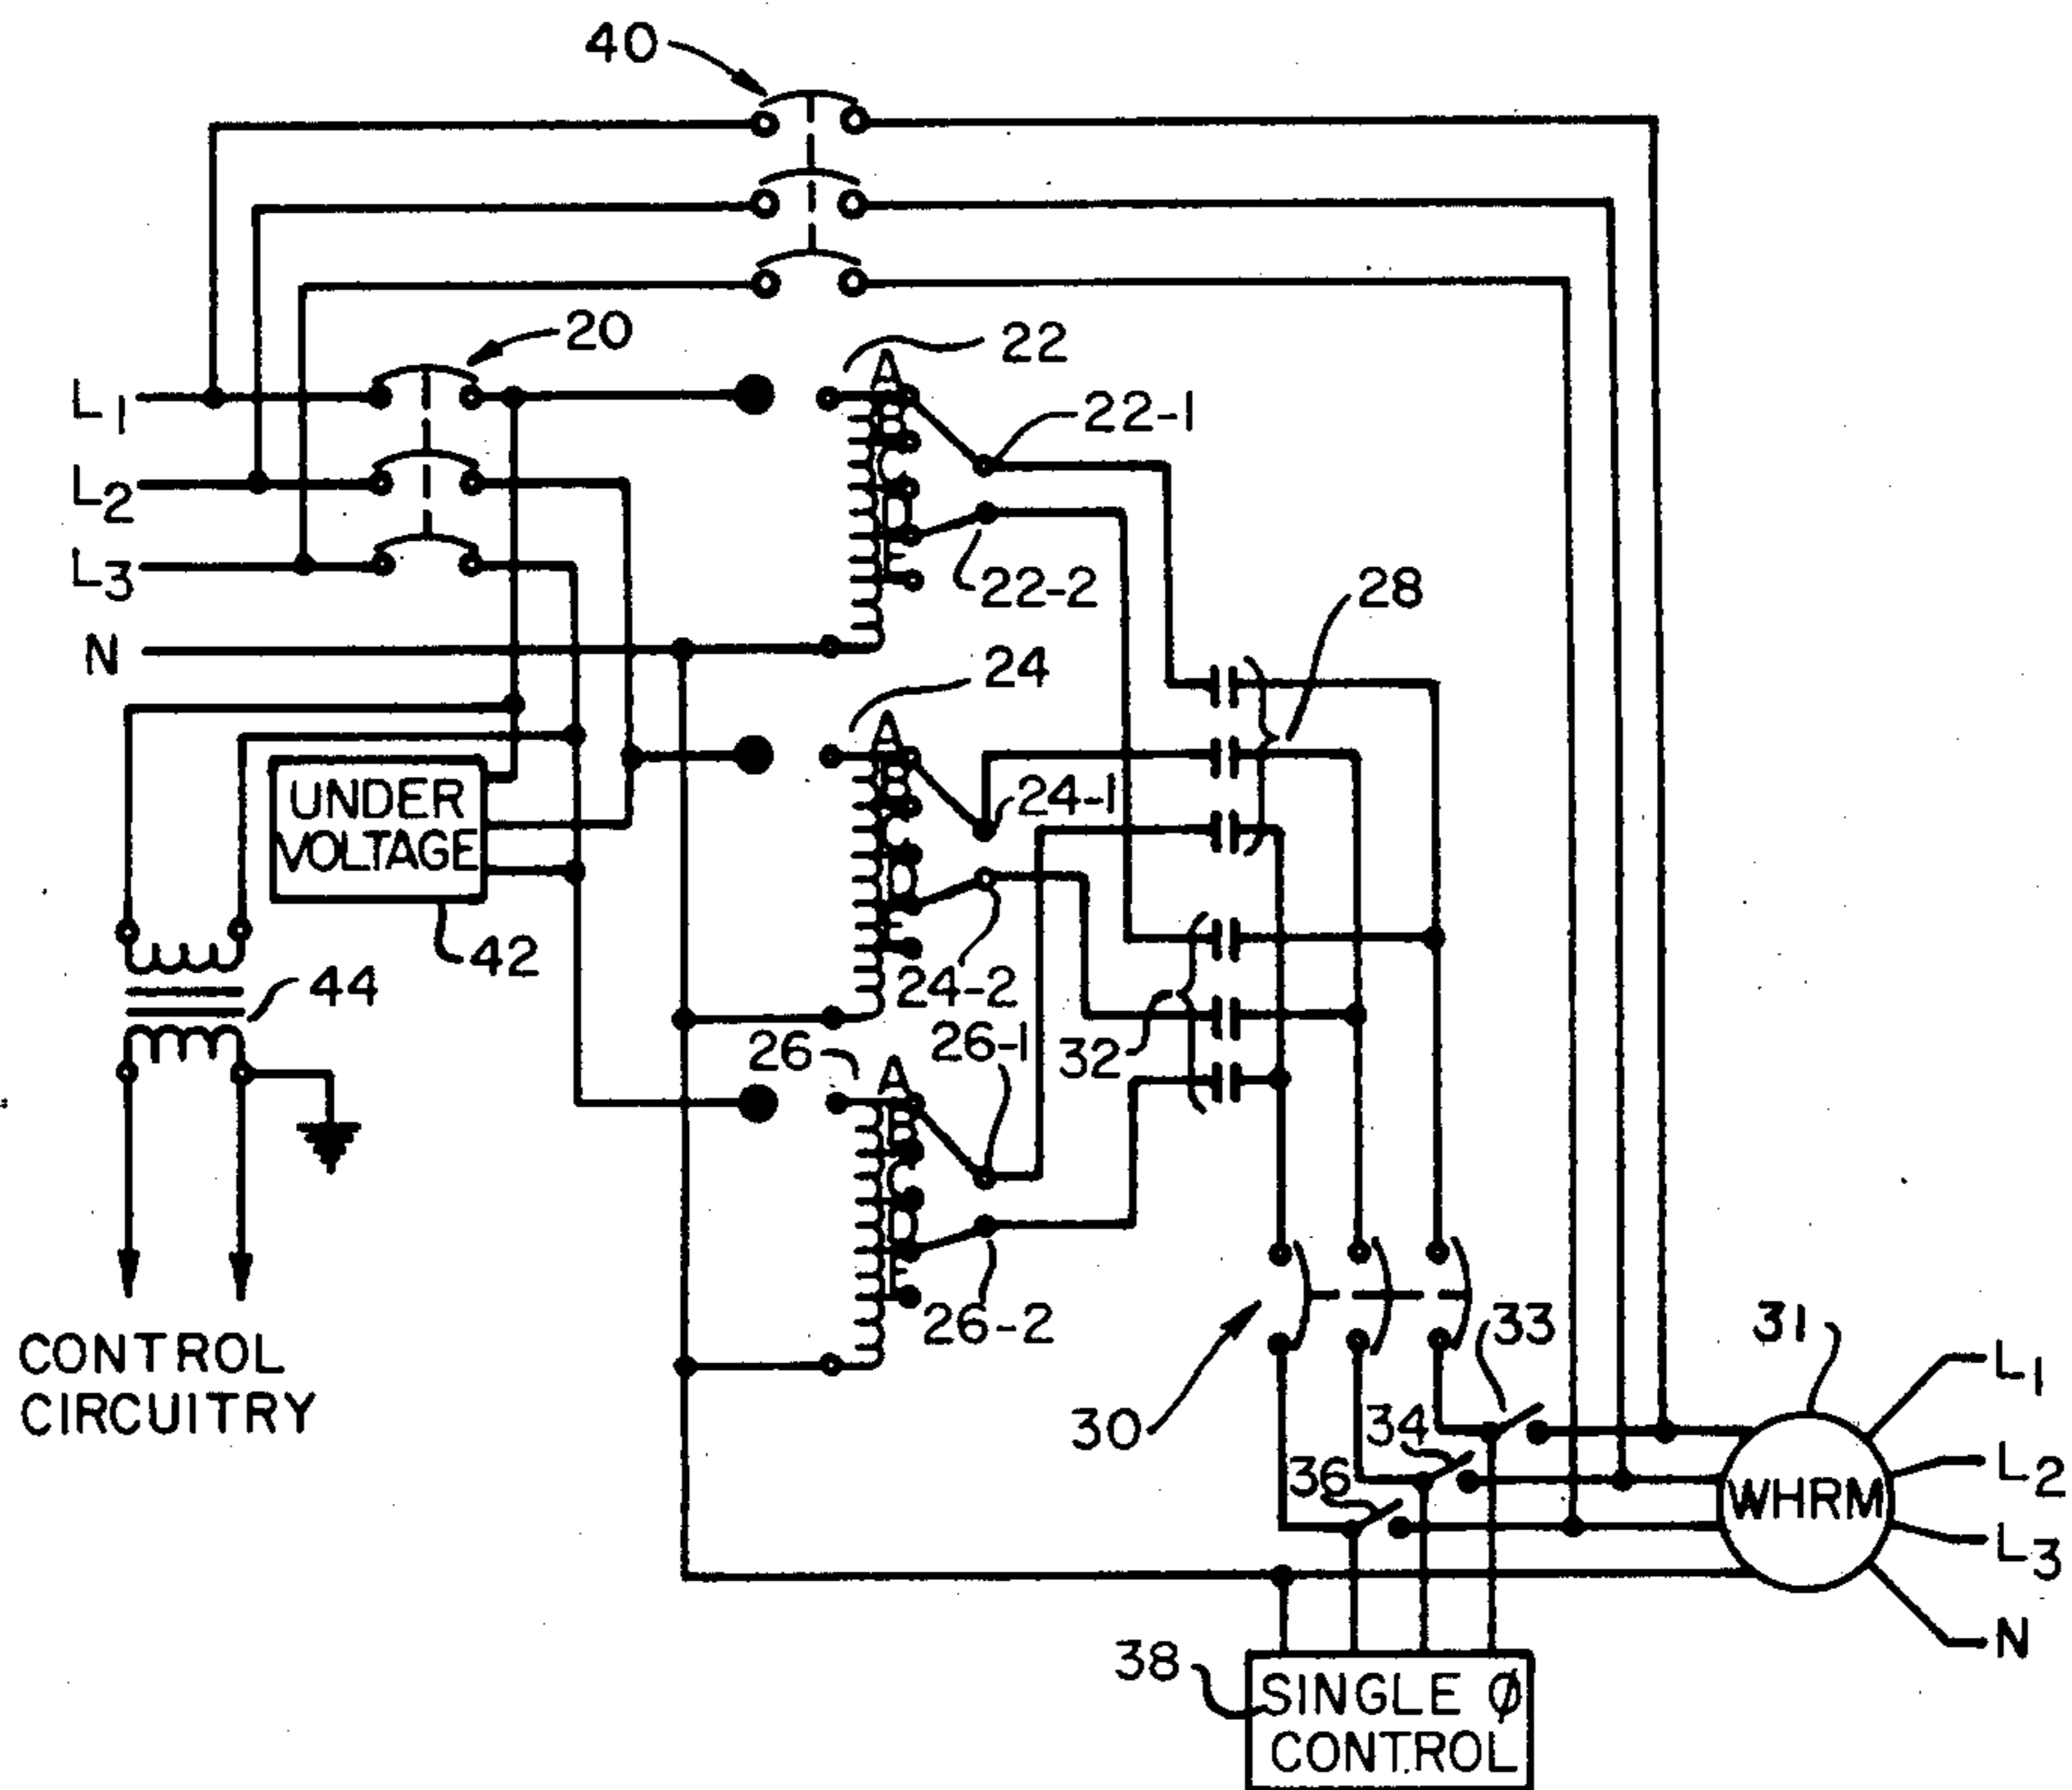 40
20
22
A
B
C
D
E
22-1
22-2
L1
L2
L3
N
28
24
A
B
C
D
E
24-1
24-2
UNDER
VOLTAGE
42
44
26
A
B
C
D
E
26-1
26-2
32
CONTROL
CIRCUITRY
30
33
34
36
31
WHRM
L1
L2
L3
N
38
SINGLE Ø
CONTROL